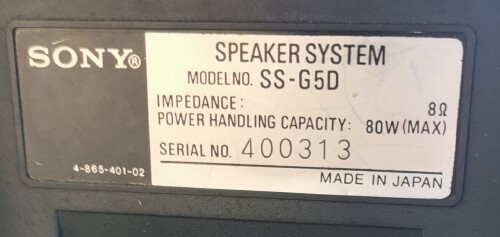 SONY®
SPEAKER SYSTEM
MODEL NO. SS-G5D
IMPEDANCE: 8Ω
POWER HANDLING CAPACITY: 80W (MAX)
SERIAL NO. 400313
4-865-401-02
MADE IN JAPAN